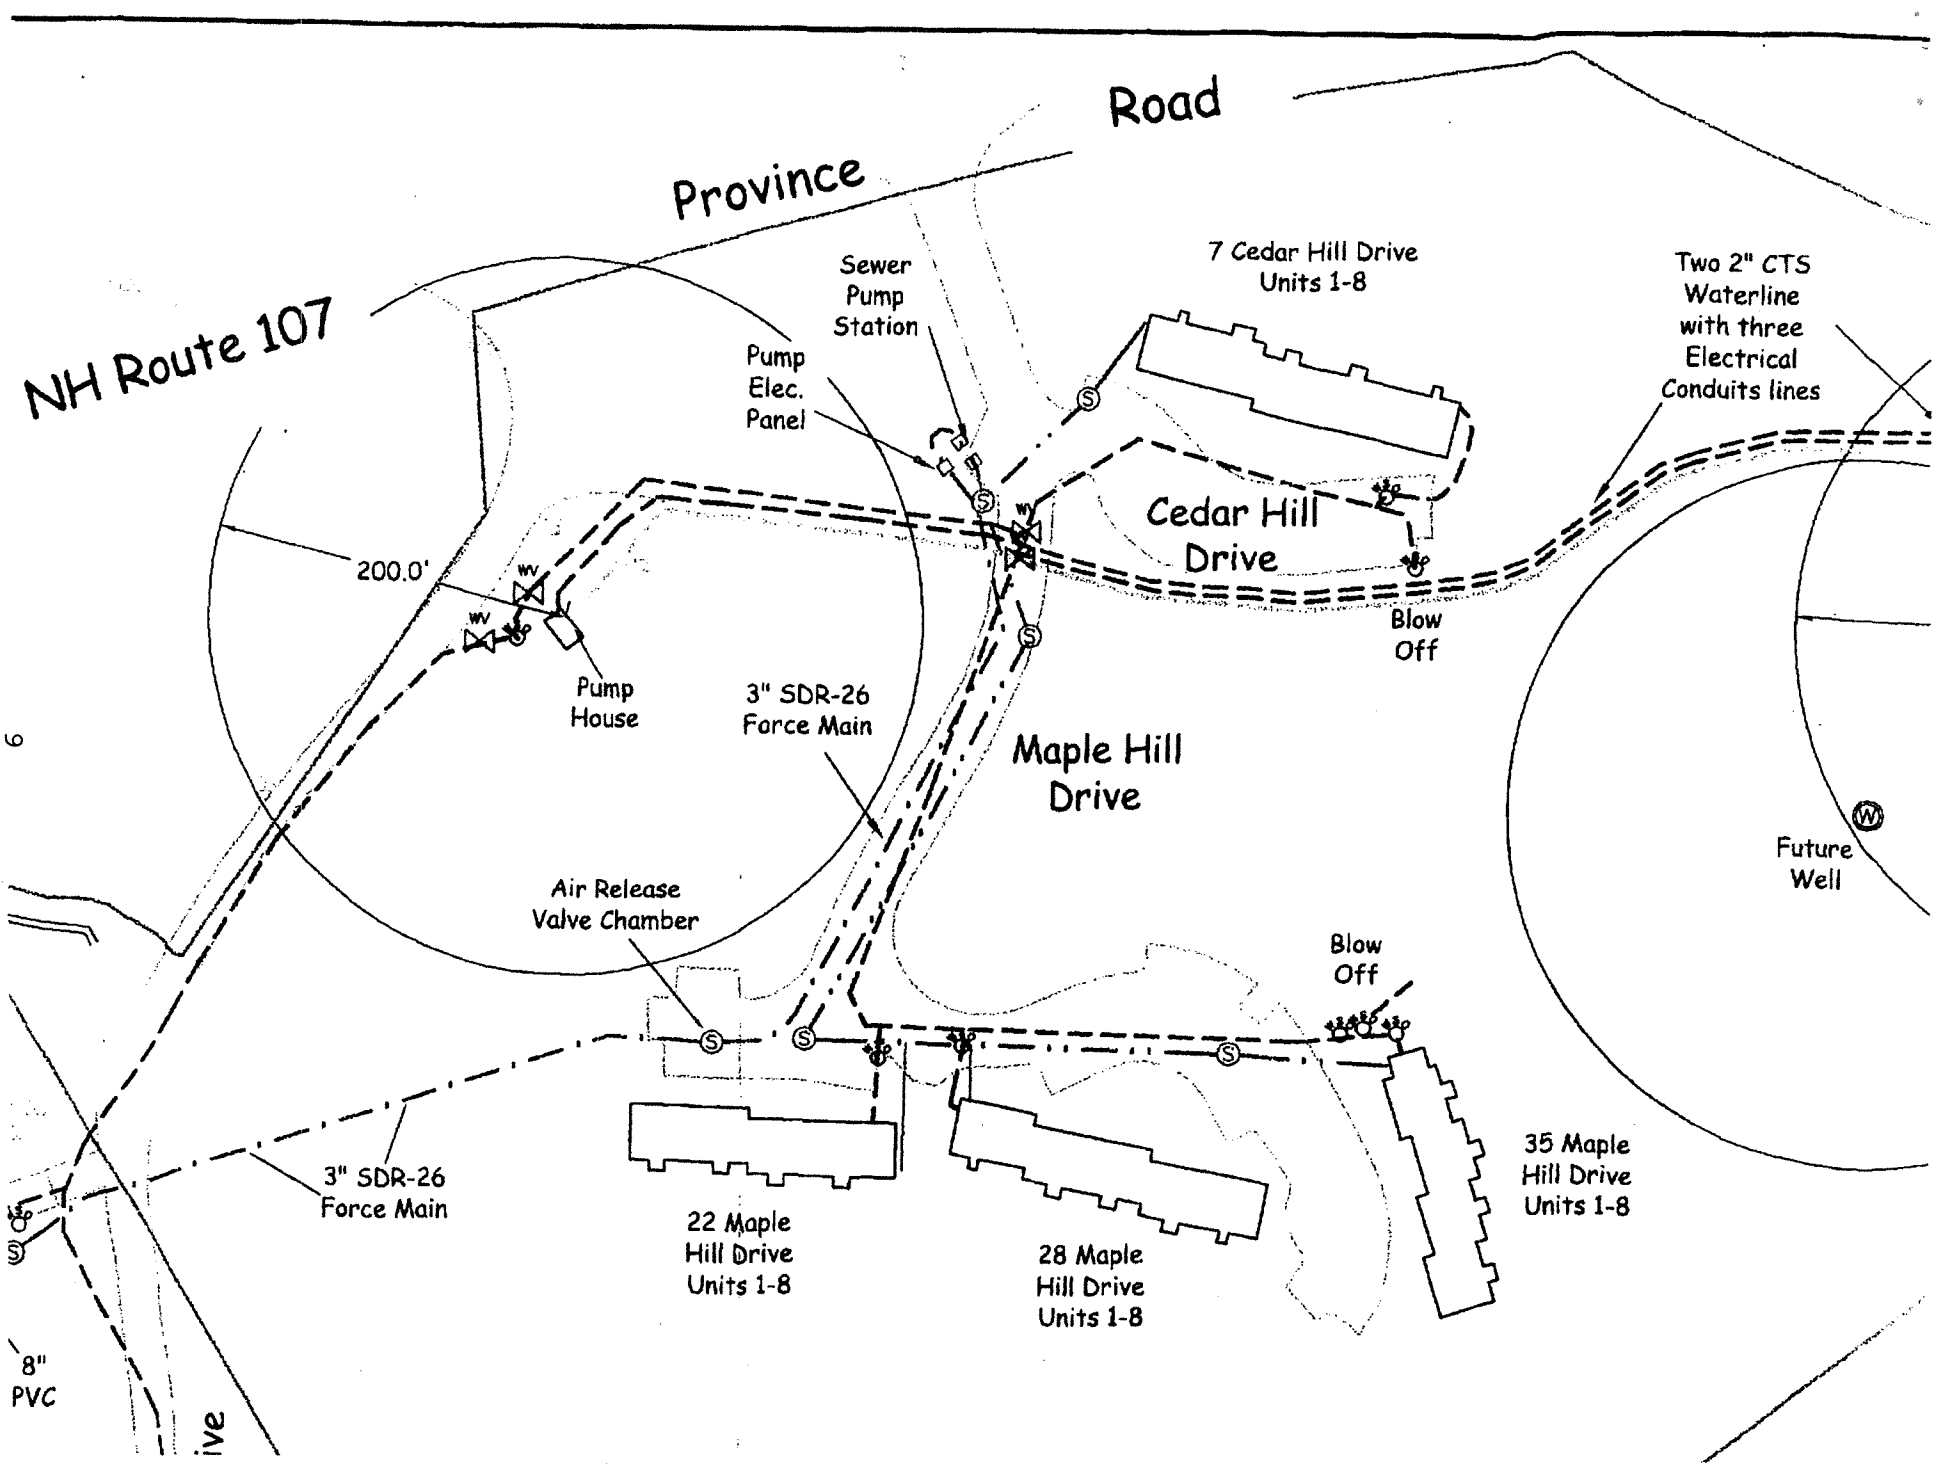 Road
Province
NH Route 107
Sewer
Pump
Station
Pump
Elec.
Panel
7 Cedar Hill Drive
Units 1-8
Two 2" CTS
Waterline
with three
Electrical
Conduits lines
S
S
WV
Cedar Hill
Drive
200.0'
WV
WV
Blow
Off
S
Pump
House
3" SDR-26
Force Main
Maple Hill
Drive
6
W
Future
Well
Air Release
Valve Chamber
Blow
Off
S
S
S
3" SDR-26
Force Main
35 Maple
Hill Drive
Units 1-8
22 Maple
Hill Drive
Units 1-8
28 Maple
Hill Drive
Units 1-8
S
8"
PVC
ive